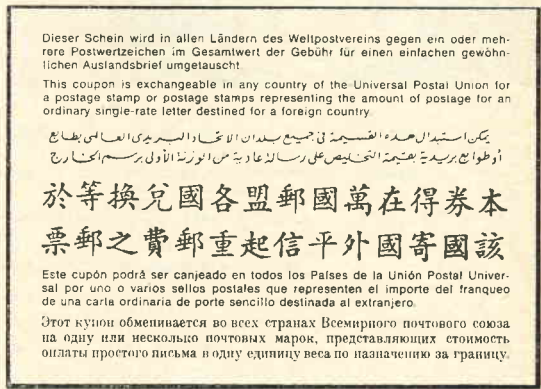 Dieser Schein wird in allen Ländern des Weltpostvereins gegen ein oder meh-
rere Postwertzeichen im Gesamtwert der Gebühr für einen einfachen gewöhn-
lichen Auslandsbrief umgetauscht.
This coupon is exchangeable in any country of the Universal Postal Union for
a postage stamp or postage stamps representing the amount of postage for an
ordinary single-rate letter destined for a foreign country.
يمكن استبدال هذه القسيمة في جميع بلدان الاتحاد البريدى العالمى بطابع
أو طوابع بريدية بقيمة التخليص على رسالة عادية من الوزنة الأولى برسم الخارج
本券得在萬國郵盟各國兌換等於
該國寄國外平信起重郵費之郵票
Este cupón podrá ser canjeado en todos los Países de la Unión Postal Univer-
sal por uno o varios sellos postales que representen el importe del franqueo
de una carta ordinaria de porte sencillo destinada al extranjero.
Этот купон обменивается во всех странах Всемирного почтового союза
на одну или несколько почтовых марок, представляющих стоимость
оплаты простого письма в одну единицу веса по назначению за границу.